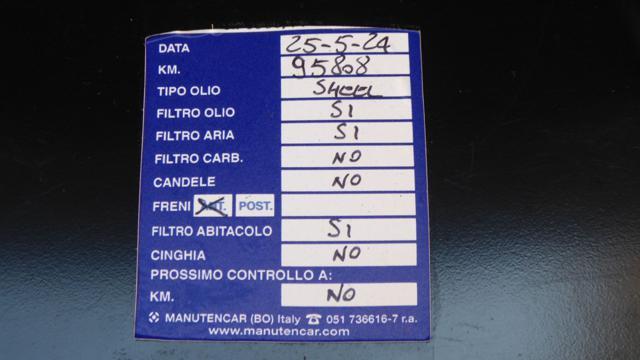 DATA 25-5-24
KM. 95808
TIPO OLIO SHELL
FILTRO OLIO SI
FILTRO ARIA SI
FILTRO CARB. NO
CANDELE NO
FRENI ANT. POST.
FILTRO ABITACOLO SI
CINGHIA NO
PROSSIMO CONTROLLO A:
KM. NO
MANUTENCAR (BO) Italy ☎ 051 736616-7 r.a.
www.manutencar.com